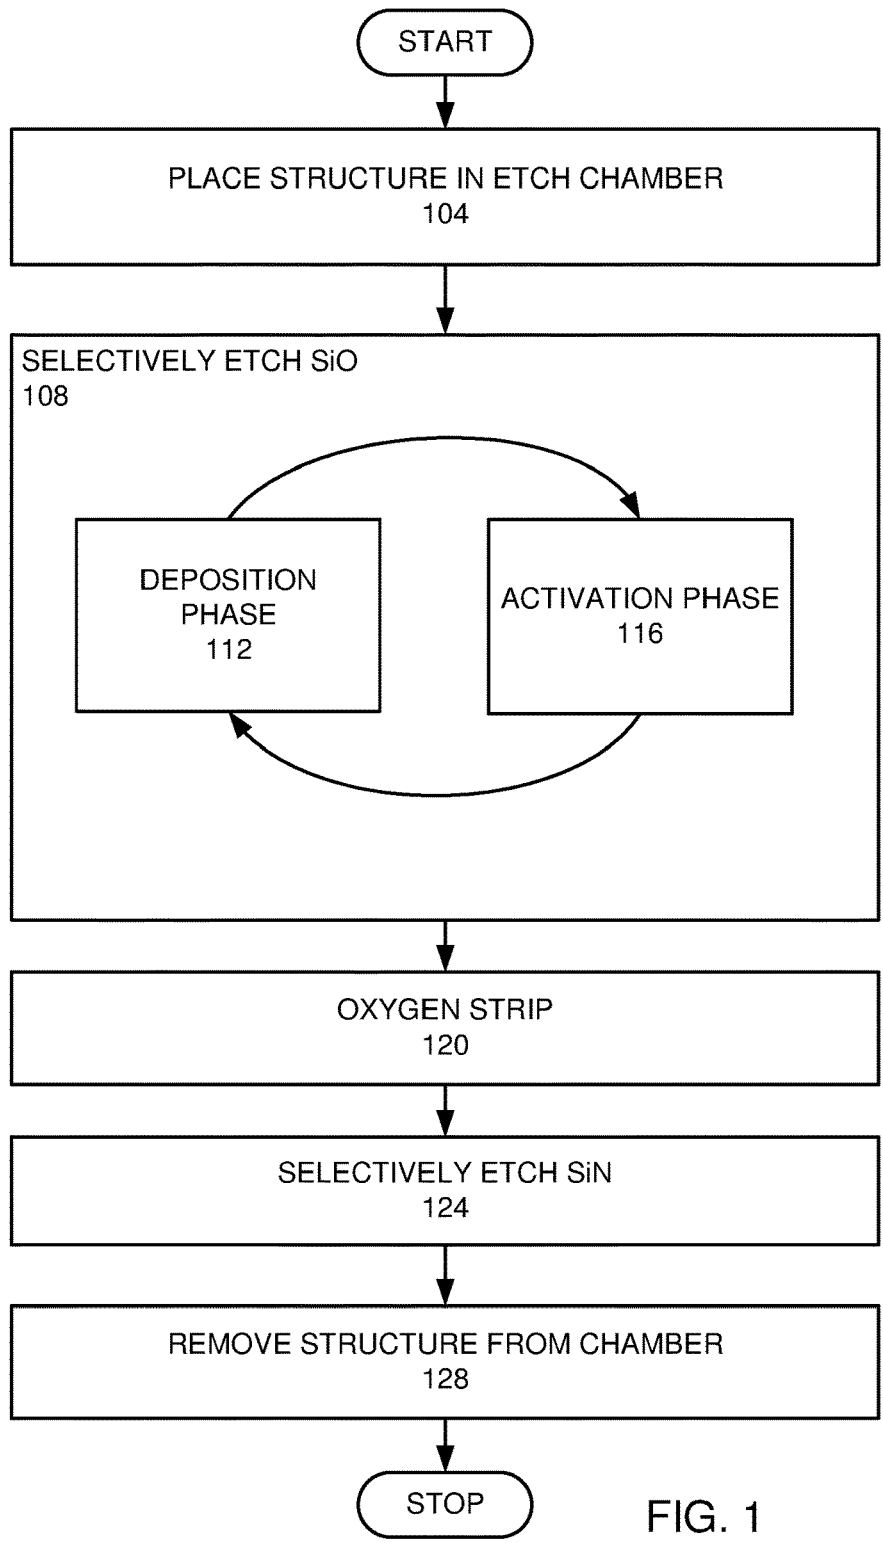 START
PLACE STRUCTURE IN ETCH CHAMBER
104
SELECTIVELY ETCH SiO
108
DEPOSITION
PHASE
112
ACTIVATION PHASE
116
OXYGEN STRIP
120
SELECTIVELY ETCH SiN
124
REMOVE STRUCTURE FROM CHAMBER
128
STOP
FIG. 1